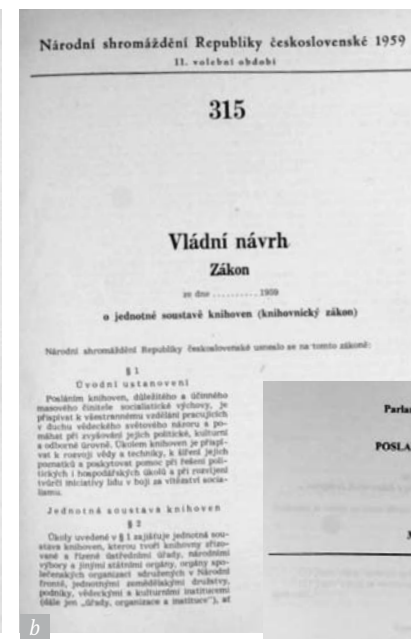 Národní shromáždění Republiky československé 1959
II. volební období
315
Vládní návrh
Zákon
ze dne .......... 1959
o jednotné soustavě knihoven (knihovnický zákon)
Národní shromáždění Republiky československé usneslo se na tomto zákoně:
§ 1
Úvodní ustanovení
Posláním knihoven, důležitého a účinného
masového činitele socialistické výchovy, je
přispívat k všestrannému vzdělání pracujících
v duchu vědeckého světového názoru a po-
máhat při zvyšování jejich politické, kulturní
a odborné úrovně. Úkolem knihoven je přispí-
vat k rozvoji vědy a techniky, k šíření jejich
poznatků a poskytovat pomoc při řešení poli-
tických i hospodářských úkolů a při rozvíjení
tvůrčí iniciativy lidu v boji za vítězství socia-
lismu.
Jednotná soustava knihoven
§ 2
Úkoly uvedené v § 1 zajišťuje jednotná sou-
stava knihoven, kterou tvoří knihovny zřizo-
vané a řízené ústředními úřady, národními
výbory a jinými státními orgány, orgány spo-
lečenských organizací sdružených v Národní
frontě, jednotnými zemědělskými družstvy,
podniky, vědeckými a kulturními institucemi
(dále jen „úřady, organizace a instituce"), ať
Parla
POSLA
b